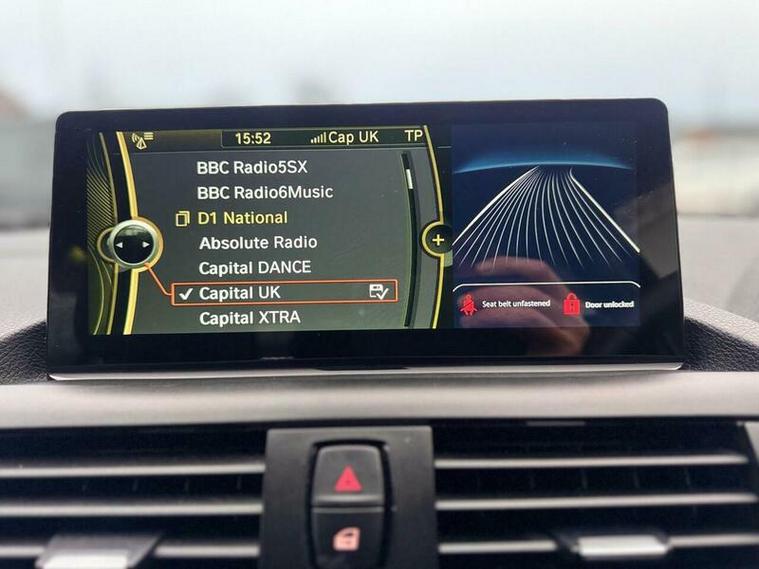 15:52 Cap UK TP
BBC Radio5SX
BBC Radio6Music
D1 National
Absolute Radio
Capital DANCE
Capital UK
Capital XTRA
Seat belt unfastened
Door unlocked